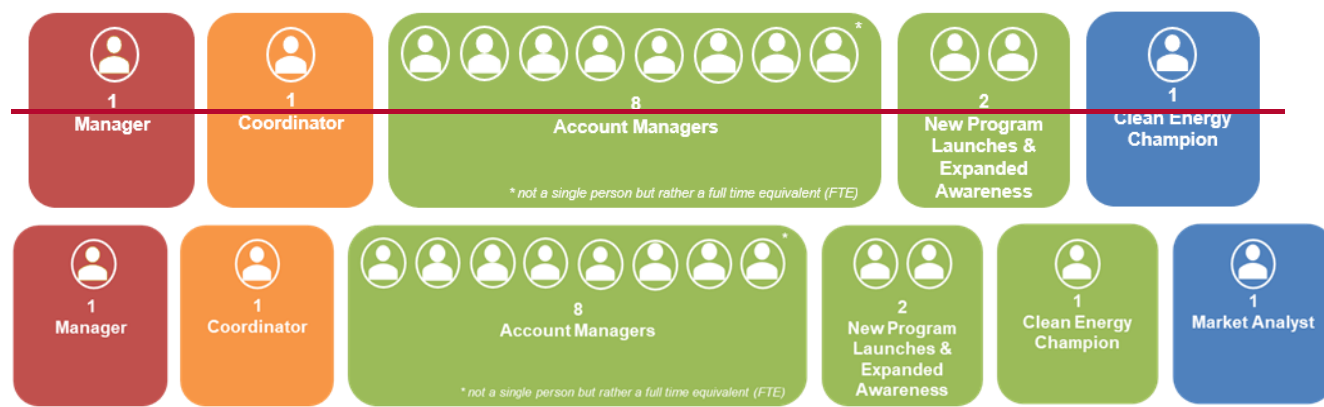 *
1
Manager
1
Coordinator
8
Account Managers
* not a single person but rather a full time equivalent (FTE)
2
New Program
Launches &
Expanded
Awareness
1
Clean Energy
Champion
*
1
Manager
1
Coordinator
8
Account Managers
* not a single person but rather a full time equivalent (FTE)
2
New Program
Launches &
Expanded
Awareness
1
Clean Energy
Champion
1
Market Analyst